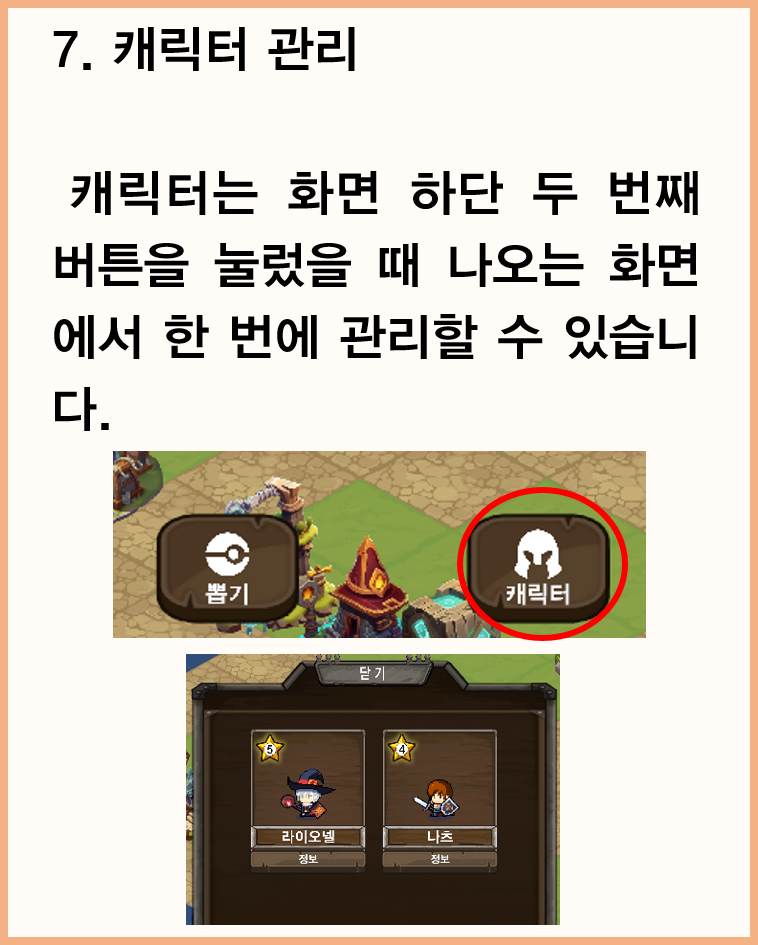 7. 캐릭터 관리
캐릭터는 화면 하단 두 번째
버튼을 눌렀을 때 나오는 화면
에서 한 번에 관리할 수 있습니
다.
뽑기
캐릭터
닫기
5
4
라이오넬
나츠
정보
정보